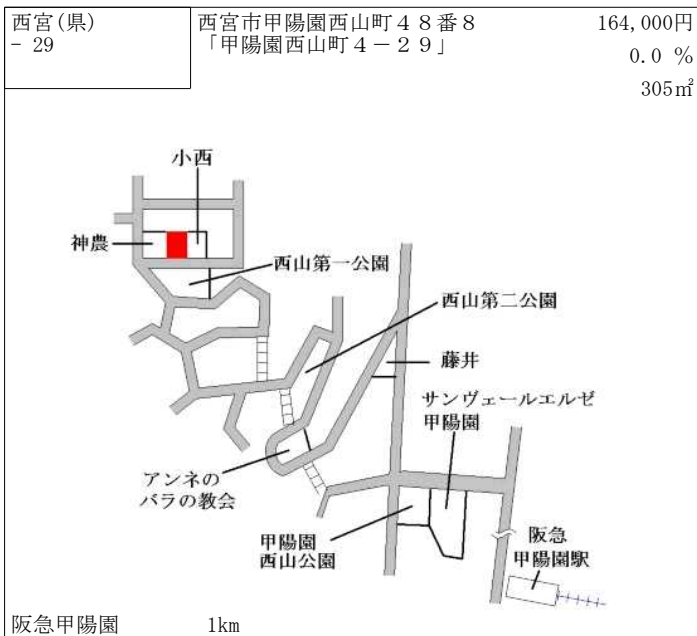 西宮(県)
- 29
西宮市甲陽園西山町４８番８
「甲陽園西山町４－２９」
164,000円
0.0 %
305㎡
小西
神農
西山第一公園
西山第二公園
藤井
サンヴェールエルゼ
甲陽園
アンネの
バラの教会
甲陽園
西山公園
阪急
甲陽園駅
阪急甲陽園 1km